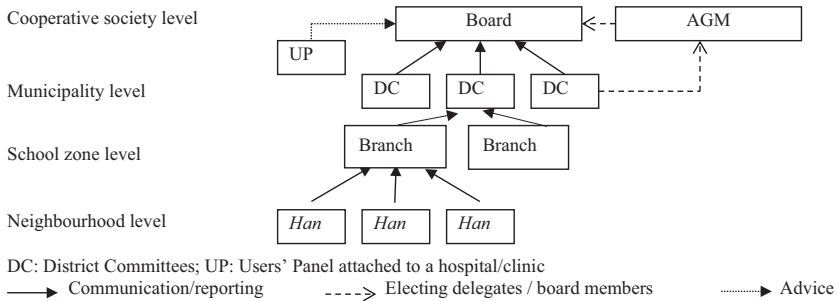 Cooperative society level Board AGM
UP
Municipality level DC DC DC
School zone level Branch Branch
Neighbourhood level Han Han Han
DC: District Committees; UP: Users' Panel attached to a hospital/clinic
Communication/reporting Electing delegates / board members Advice